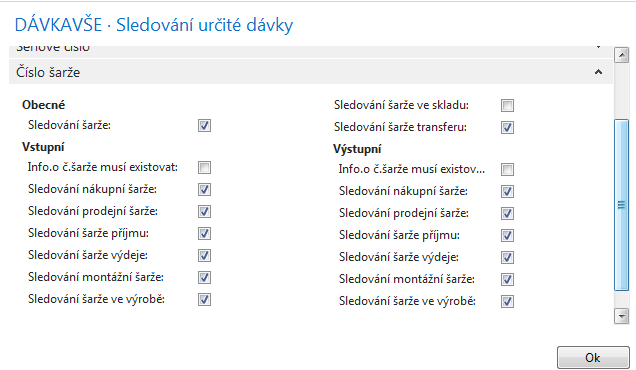 DÁVKAVŠE · Sledování určité dávky
Sériové číslo
Číslo šarže
Obecné
Sledování šarže:
Vstupní
Info.o č.šarže musí existovat:
Sledování nákupní šarže:
Sledování prodejní šarže:
Sledování šarže příjmu:
Sledování šarže výdeje:
Sledování montážní šarže:
Sledování šarže ve výrobě:
Sledování šarže ve skladu:
Sledování šarže transferu:
Výstupní
Info.o č.šarže musí existov...
Sledování nákupní šarže:
Sledování prodejní šarže:
Sledování šarže příjmu:
Sledování šarže výdeje:
Sledování montážní šarže:
Sledování šarže ve výrobě:
Ok